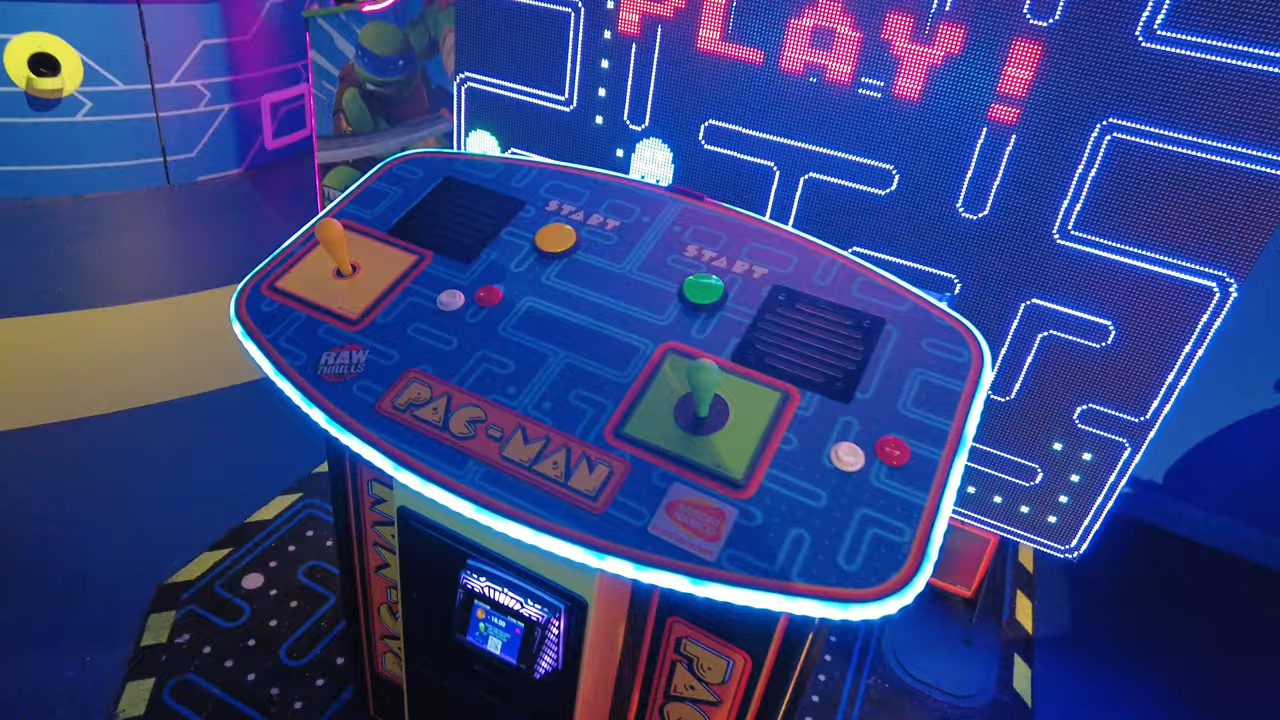 PLAY!
START
START
RAW
THRILLS
PAC-MAN
PAC-MAN
PAC